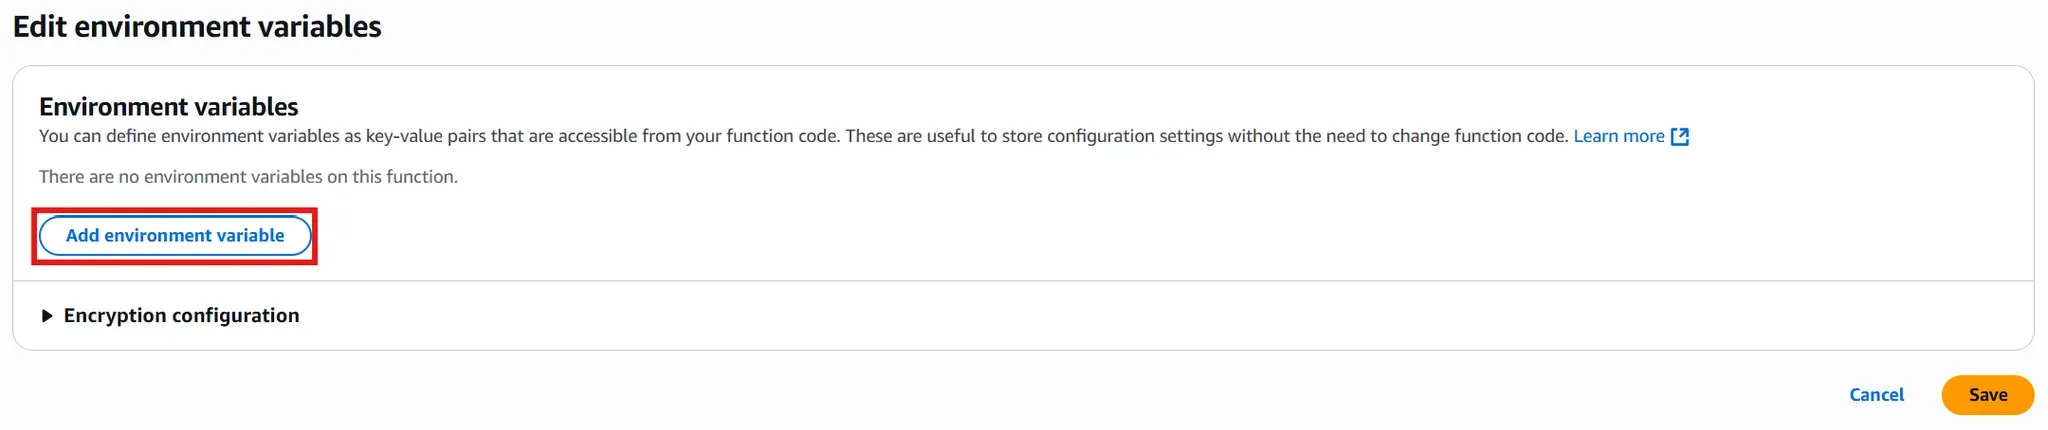 Edit environment variables
Environment variables
You can define environment variables as key-value pairs that are accessible from your function code. These are useful to store configuration settings without the need to change function code. Learn more
There are no environment variables on this function.
Add environment variable
Encryption configuration
Cancel Save